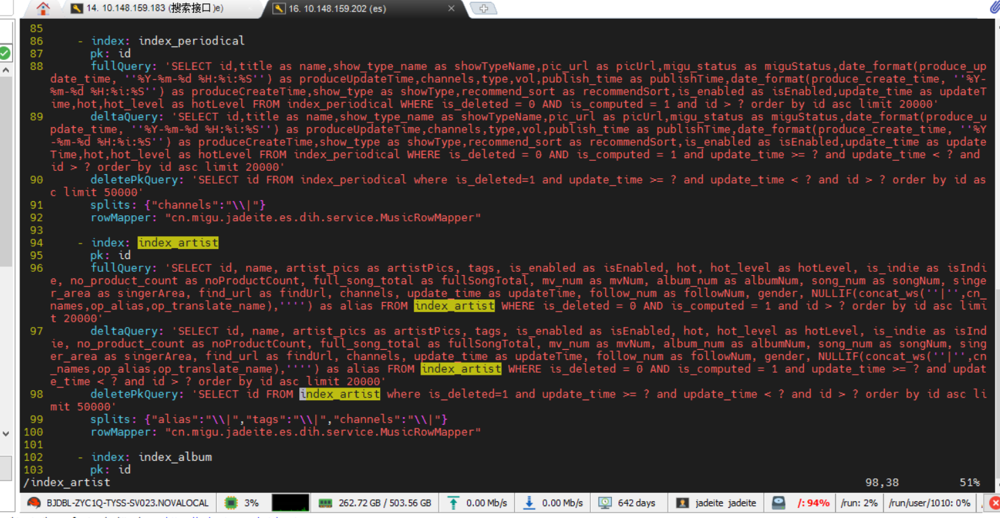 14. 10.148.159.183 (搜索接口)e)
16. 10.148.159.202 (es)
85
86 - index: index_periodical
87 pk: id
88 fullQuery: 'SELECT id,title as name,show_type_name as showTypeName,pic_url as picUrl,migu_status as miguStatus,date_format(produce_up
date_time, ''%Y-%m-%d %H:%i:%S'') as produceUpdateTime,channels,type,vol,publish_time as publishTime,date_format(produce_create_time, ''%Y-
%m-%d %H:%i:%S'') as produceCreateTime,show_type as showType,recommend_sort as recommendSort,is_enabled as isEnabled,update_time as updateT
ime,hot,hot_level as hotLevel FROM index_periodical WHERE is_deleted = 0 AND is_computed = 1 and id > ? order by id asc limit 20000'
89 deltaQuery: 'SELECT id,title as name,show_type_name as showTypeName,pic_url as picUrl,migu_status as miguStatus,date_format(produce_u
pdate_time, ''%Y-%m-%d %H:%i:%S'') as produceUpdateTime,channels,type,vol,publish_time as publishTime,date_format(produce_create_time, ''%Y
-%m-%d %H:%i:%S'') as produceCreateTime,show_type as showType,recommend_sort as recommendSort,is_enabled as isEnabled,update_time as update
Time,hot,hot_level as hotLevel FROM index_periodical WHERE is_deleted = 0 AND is_computed = 1 and update_time >= ? and update_time < ? and
id > ? order by id asc limit 20000'
90 deletePkQuery: 'SELECT id FROM index_periodical where is_deleted=1 and update_time >= ? and update_time < ? and id > ? order by id as
c limit 50000'
91 splits: {"channels":"\\|"}
92 rowMapper: "cn.migu.jadeite.es.dih.service.MusicRowMapper"
93
94 - index: index_artist
95 pk: id
96 fullQuery: 'SELECT id, name, artist_pics as artistPics, tags, is_enabled as isEnabled, hot, hot_level as hotLevel, is_indie as isIndi
e, no_product_count as noProductCount, full_song_total as fullSongTotal, mv_num as mvNum, album_num as albumNum, song_num as songNum, singe
r_area as singerArea, find_url as findUrl, channels, update_time as updateTime, follow_num as followNum, gender, NULLIF(concat_ws(''|'',cn_
names,op_alias,op_translate_name),'''') as alias FROM index_artist WHERE is_deleted = 0 AND is_computed = 1 and id > ? order by id asc limi
t 20000'
97 deltaQuery: 'SELECT id, name, artist_pics as artistPics, tags, is_enabled as isEnabled, hot, hot_level as hotLevel, is_indie as isInd
ie, no_product_count as noProductCount, full_song_total as fullSongTotal, mv_num as mvNum, album_num as albumNum, song_num as songNum, sing
er_area as singerArea, find_url as findUrl, channels, update_time as updateTime, follow_num as followNum, gender, NULLIF(concat_ws(''|'',cn
_names,op_alias,op_translate_name),'''') as alias FROM index_artist WHERE is_deleted = 0 AND is_computed = 1 and update_time >= ? and updat
e_time < ? and id > ? order by id asc limit 20000'
98 deletePkQuery: 'SELECT id FROM index_artist where is_deleted=1 and update_time >= ? and update_time < ? and id > ? order by id asc li
mit 50000'
99 splits: {"alias":"\\|","tags":"\\|","channels":"\\|"}
100 rowMapper: "cn.migu.jadeite.es.dih.service.MusicRowMapper"
101
102 - index: index_album
103 pk: id
/index_artist 98,38 51%
BJDBL-ZYC1Q-TYSS-SV023.NOVALOCAL 3% 262.72 GB / 503.56 GB 0.00 Mb/s 0.00 Mb/s 642 days jadeite jadeite /: 94% /run: 2% /run/user/1010: 0%